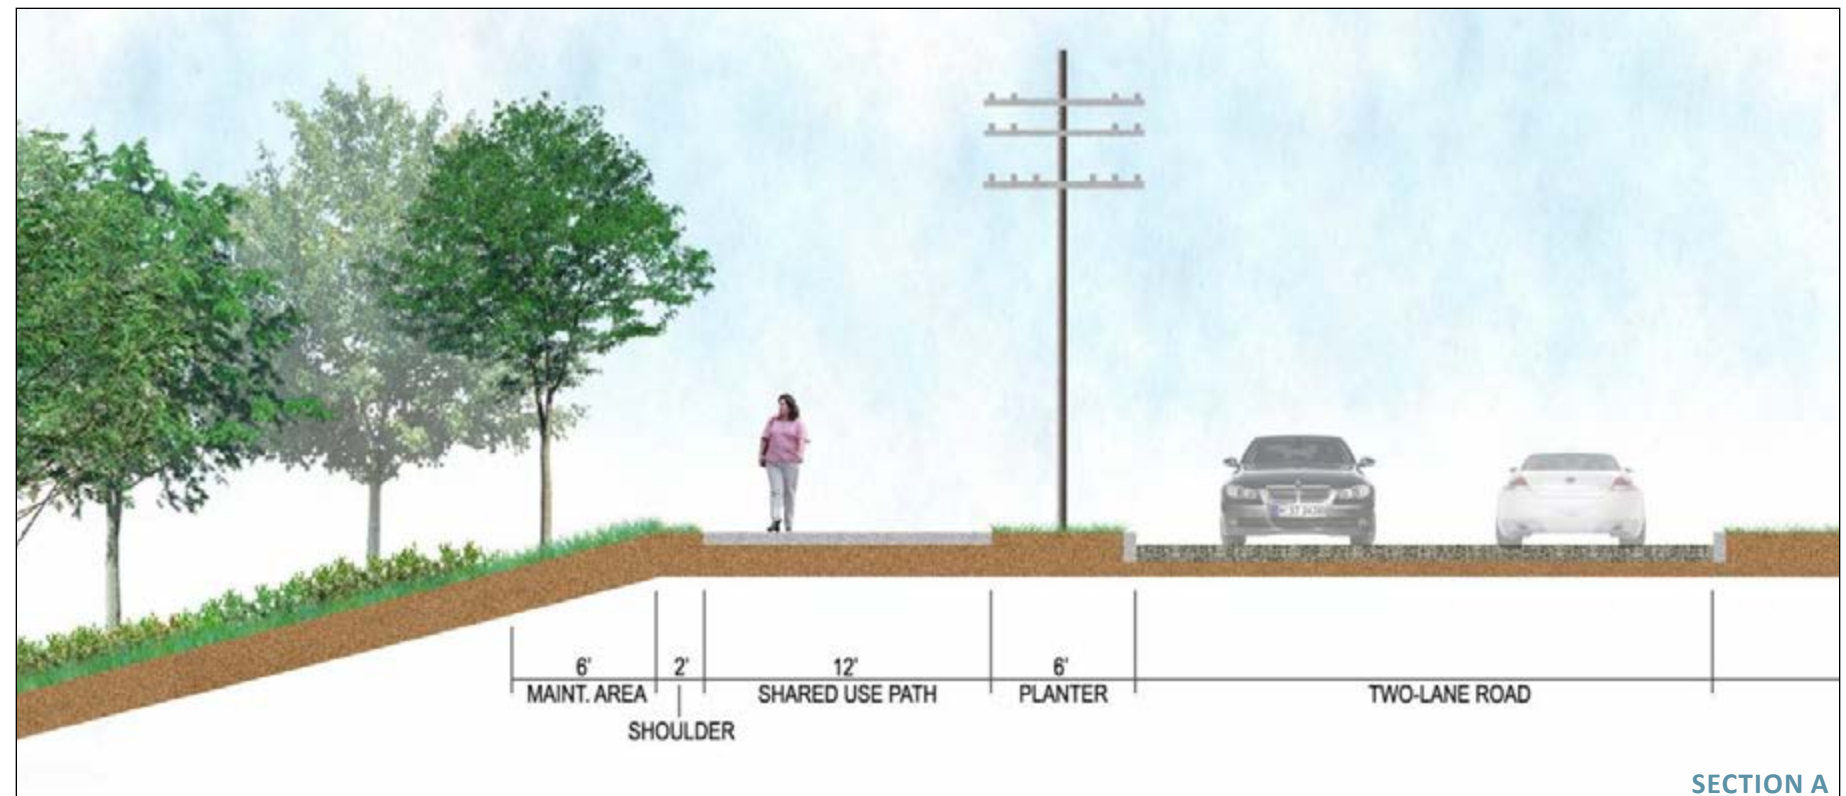 6' 2' 12' 6'
MAINT. AREA SHARED USE PATH PLANTER TWO-LANE ROAD
SHOULDER
SECTION A